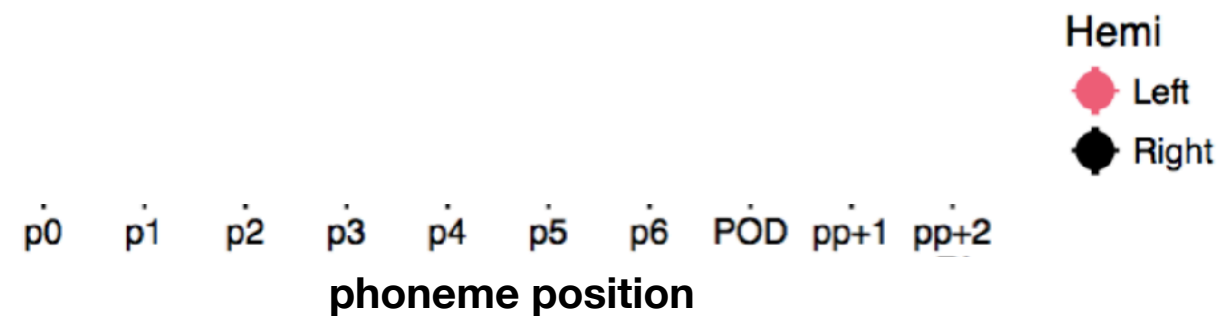 Hemi
Left
Right
p0 p1 p2 p3 p4 p5 p6 POD pp+1 pp+2
phoneme position